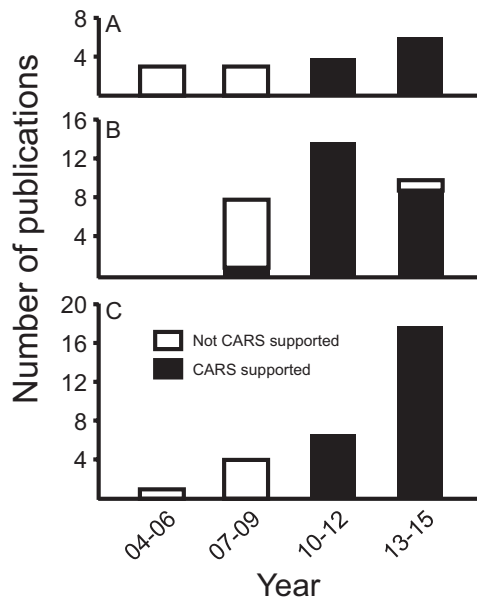 Number of publications
A
8
4
B
16
12
8
4
C
20
16
12
8
4
Not CARS supported
CARS supported
04-06
07-09
10-12
13-15
Year